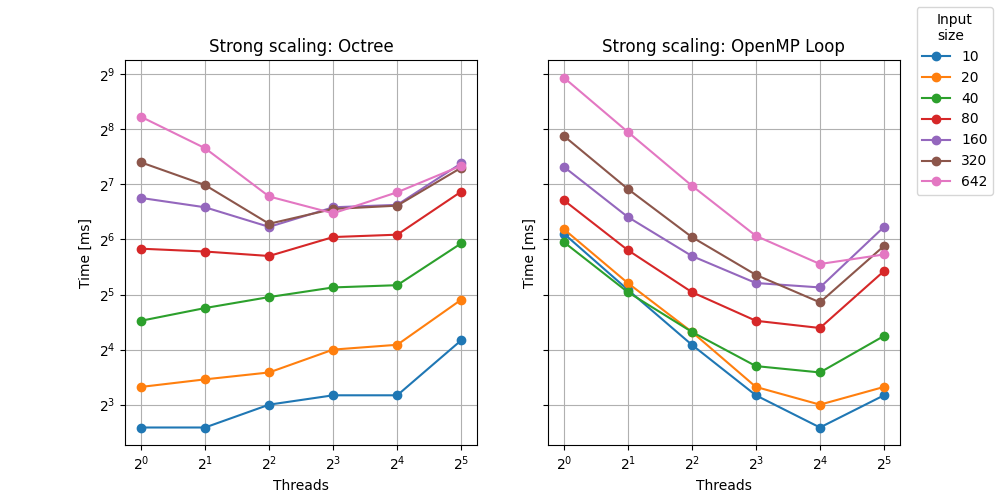 Strong scaling: Octree
2⁹
2⁸
2⁷
2⁶
2⁵
2⁴
2³
Time [ms]
2⁰ 2¹ 2² 2³ 2⁴ 2⁵
Threads
Strong scaling: OpenMP Loop
Time [ms]
2⁰ 2¹ 2² 2³ 2⁴ 2⁵
Threads
Input
size
10
20
40
80
160
320
642